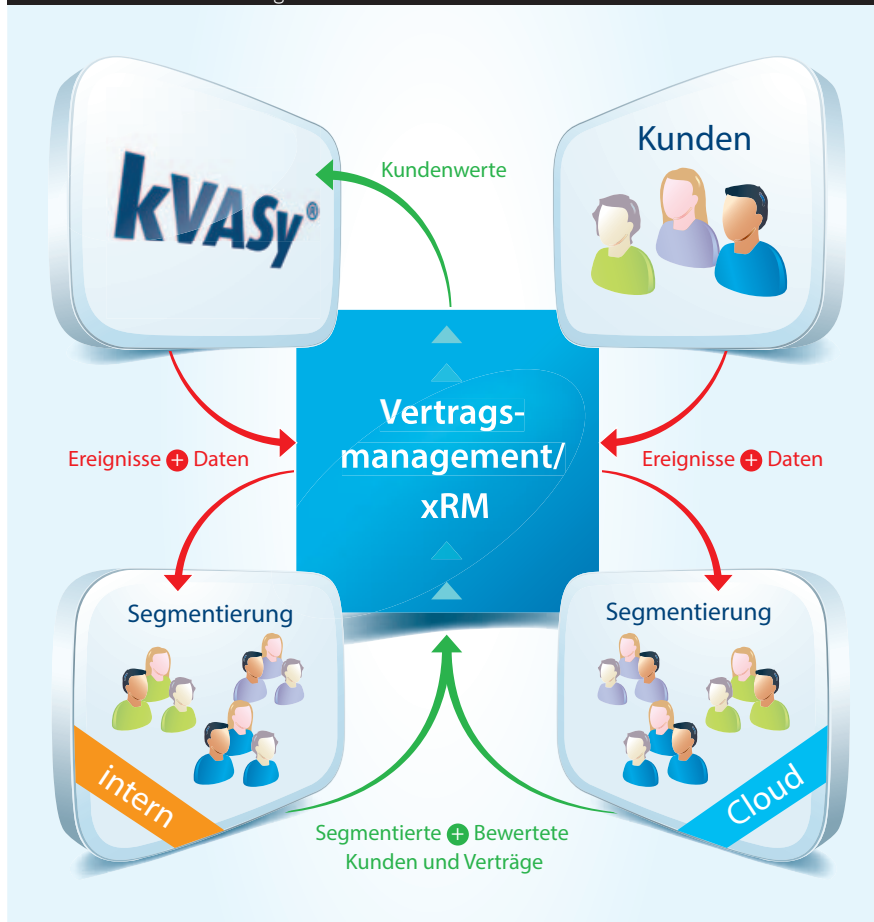 kVASy®
Kunden
Kundenwerte
Vertrags-
management/
xRM
Ereignisse + Daten
Ereignisse + Daten
Segmentierung
Segmentierung
intern
Cloud
Segmentierte + Bewertete
Kunden und Verträge